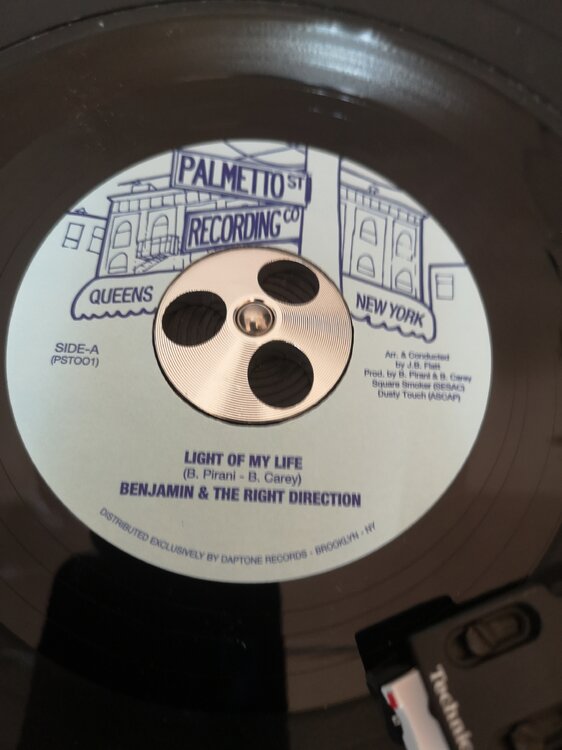 PALMETTO ST
RECORDING CO
QUEENS
NEW YORK
SIDE-A
(PST001)
Arr. & Conducted
by J.B. Flatt
Prod. by B. Pirani & B. Carey
Square Smoker (SESAC)
Dusty Touch (ASCAP)
LIGHT OF MY LIFE
(B. Pirani - B. Carey)
BENJAMIN & THE RIGHT DIRECTION
DISTRIBUTED EXCLUSIVELY BY DAPTONE RECORDS - BROOKLYN - NY
Technic